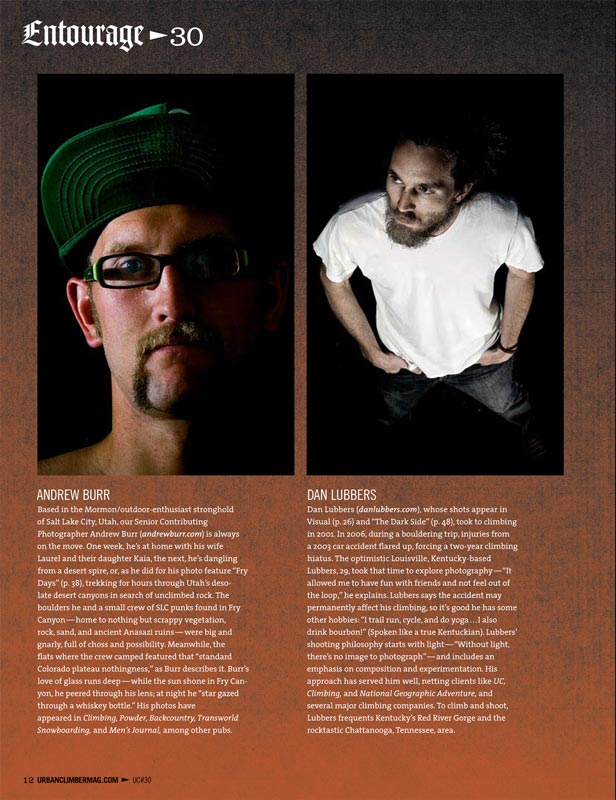 Entourage ►30
ANDREW BURR
Based in the Mormon/outdoor-enthusiast stronghold
of Salt Lake City, Utah, our Senior Contributing
Photographer Andrew Burr (andrewburr.com) is always
on the move. One week, he's at home with his wife
Laurel and their daughter Kaia, the next, he's dangling
from a desert spire, or, as he did for his photo feature “Fry
Days” (p. 38), trekking for hours through Utah's deso-
late desert canyons in search of unclimbed rock. The
boulders he and a small crew of SLC punks found in Fry
Canyon—home to nothing but scrappy vegetation,
rock, sand, and ancient Anasazi ruins—were big and
gnarly, full of choss and possibility. Meanwhile, the
flats where the crew camped featured that “standard
Colorado plateau nothingness,” as Burr describes it. Burr's
love of glass runs deep—while the sun shone in Fry Can-
yon, he peered through his lens; at night he “star gazed
through a whiskey bottle.” His photos have
appeared in Climbing, Powder, Backcountry, Transworld
Snowboarding, and Men's Journal, among other pubs.
DAN LUBBERS
Dan Lubbers (danlubbers.com), whose shots appear in
Visual (p. 26) and “The Dark Side” (p. 48), took to climbing
in 2001. In 2006, during a bouldering trip, injuries from
a 2003 car accident flared up, forcing a two-year climbing
hiatus. The optimistic Louisville, Kentucky-based
Lubbers, 29, took that time to explore photography—“It
allowed me to have fun with friends and not feel out of
the loop,” he explains. Lubbers says the accident may
permanently affect his climbing, so it's good he has some
other hobbies: “I trail run, cycle, and do yoga...I also
drink bourbon!” (Spoken like a true Kentuckian). Lubbers'
shooting philosophy starts with light—“Without light,
there's no image to photograph”—and includes an
emphasis on composition and experimentation. His
approach has served him well, netting clients like UC,
Climbing, and National Geographic Adventure, and
several major climbing companies. To climb and shoot,
Lubbers frequents Kentucky's Red River Gorge and the
rocktastic Chattanooga, Tennessee, area.
12 URBANCLIMBERMAG.COM ► UC#30